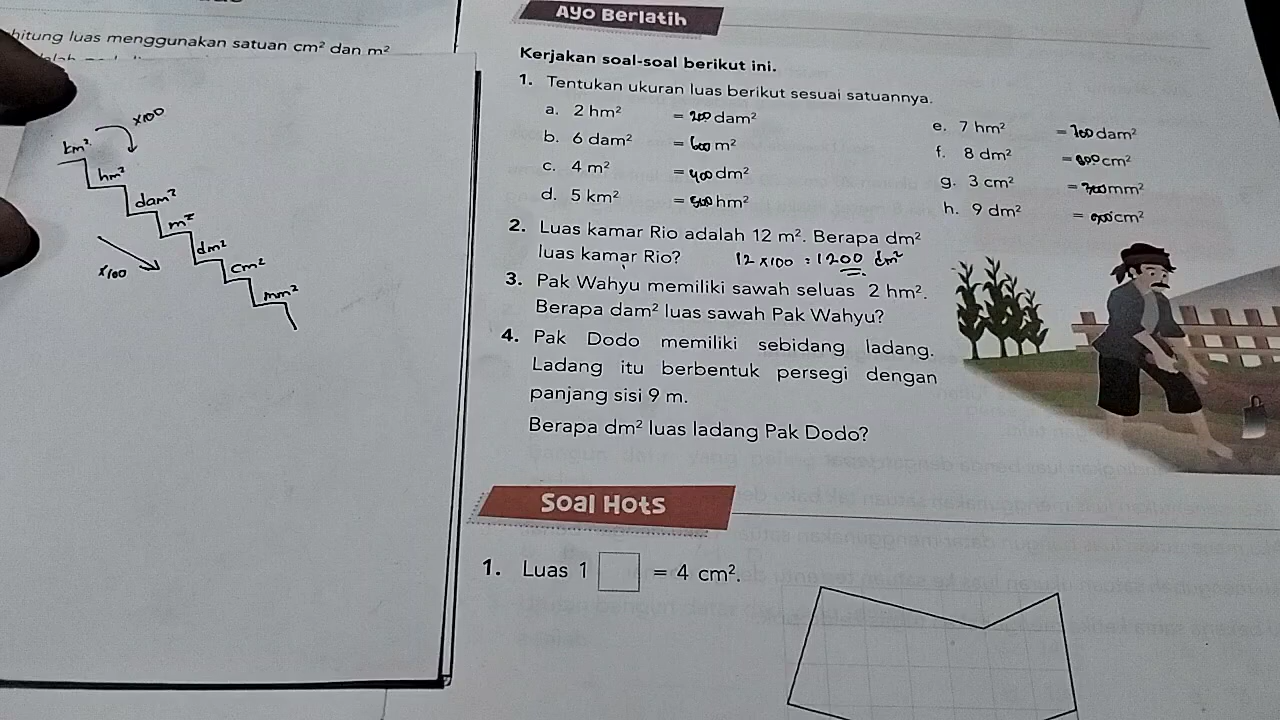 hitung luas menggunakan satuan cm² dan m²
x100
km²
hm²
dam²
m²
dm²
cm²
mm²
x100
Ayo Berlatih
Kerjakan soal-soal berikut ini.
1. Tentukan ukuran luas berikut sesuai satuannya.
a. 2 hm² = 200 dam²
b. 6 dam² = 600 m²
c. 4 m² = 400 dm²
d. 5 km² = 500 hm²
e. 7 hm² = 700 dam²
f. 8 dm² = 800 cm²
g. 3 cm² = 300 mm²
h. 9 dm² = 900 cm²
2. Luas kamar Rio adalah 12 m². Berapa dm²
luas kamar Rio? 12 x100 = 1200 dm²
3. Pak Wahyu memiliki sawah seluas 2 hm².
Berapa dam² luas sawah Pak Wahyu?
4. Pak Dodo memiliki sebidang ladang.
Ladang itu berbentuk persegi dengan
panjang sisi 9 m.
Berapa dm² luas ladang Pak Dodo?
Soal Hots
1. Luas 1 = 4 cm².